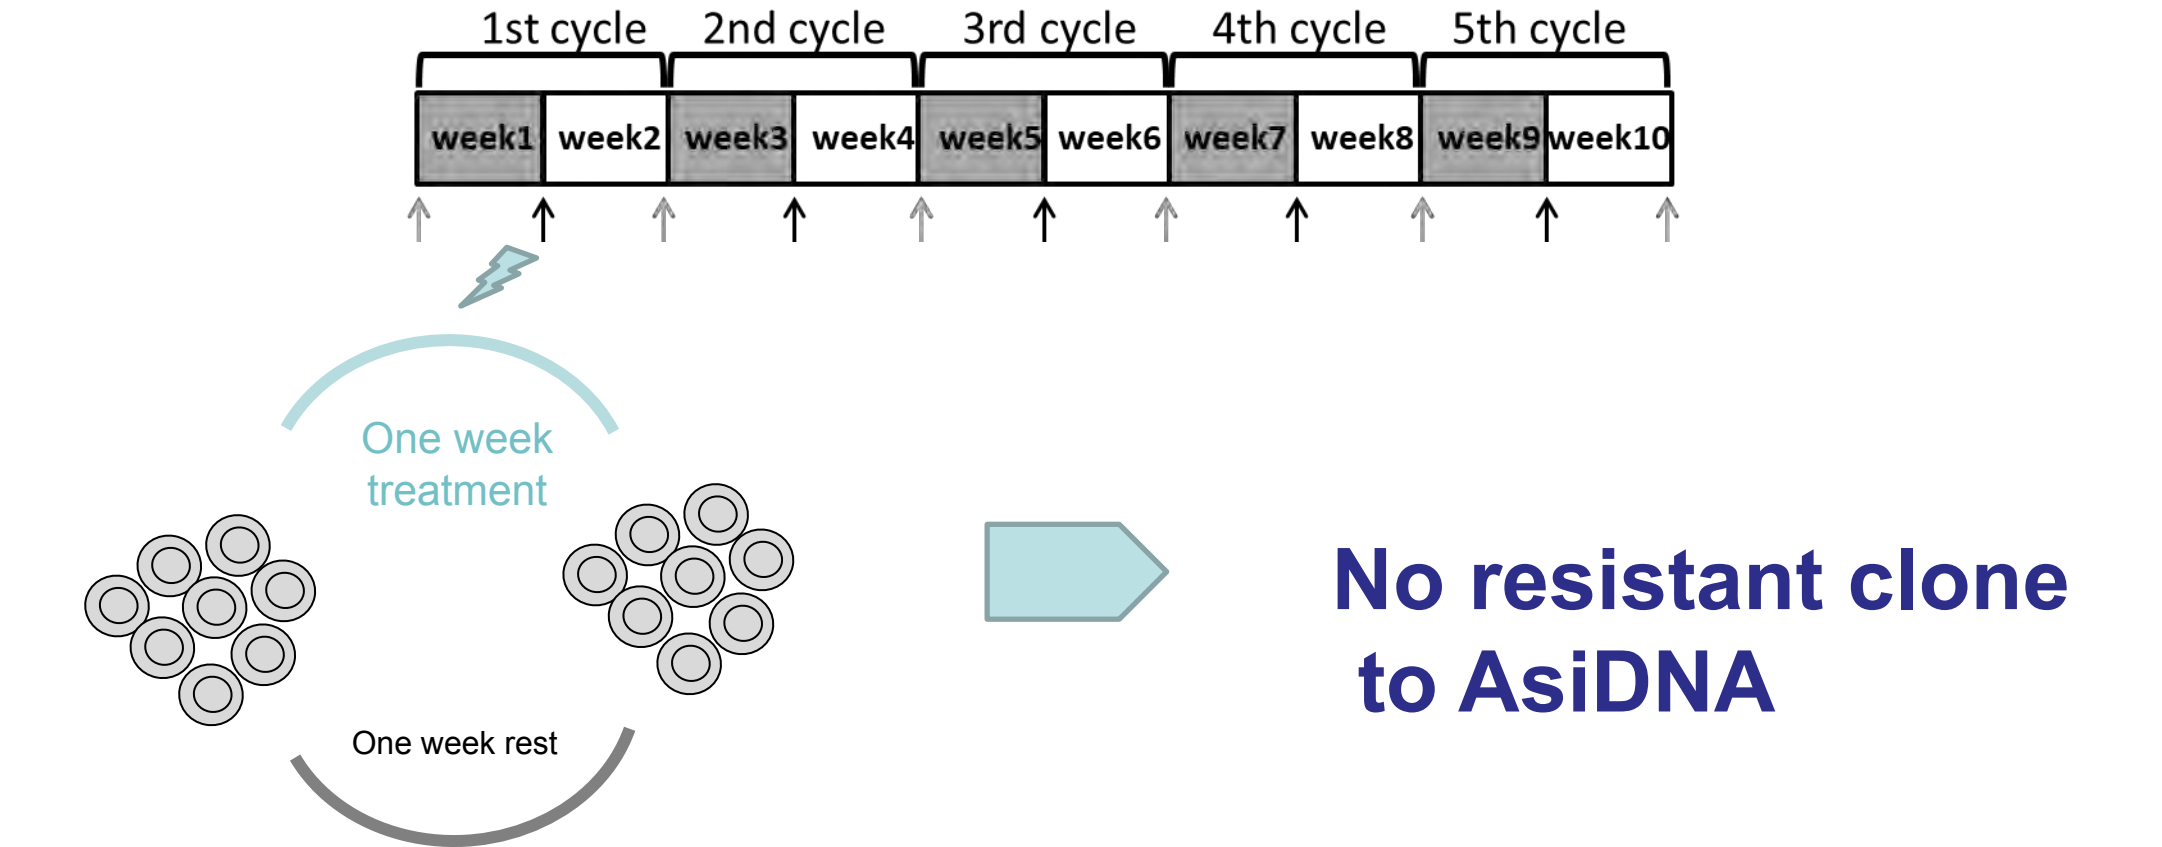 1st cycle 2nd cycle 3rd cycle 4th cycle 5th cycle
week1 week2 week3 week4 week5 week6 week7 week8 week9 week10
One week
treatment
One week rest
No resistant clone
to AsiDNA